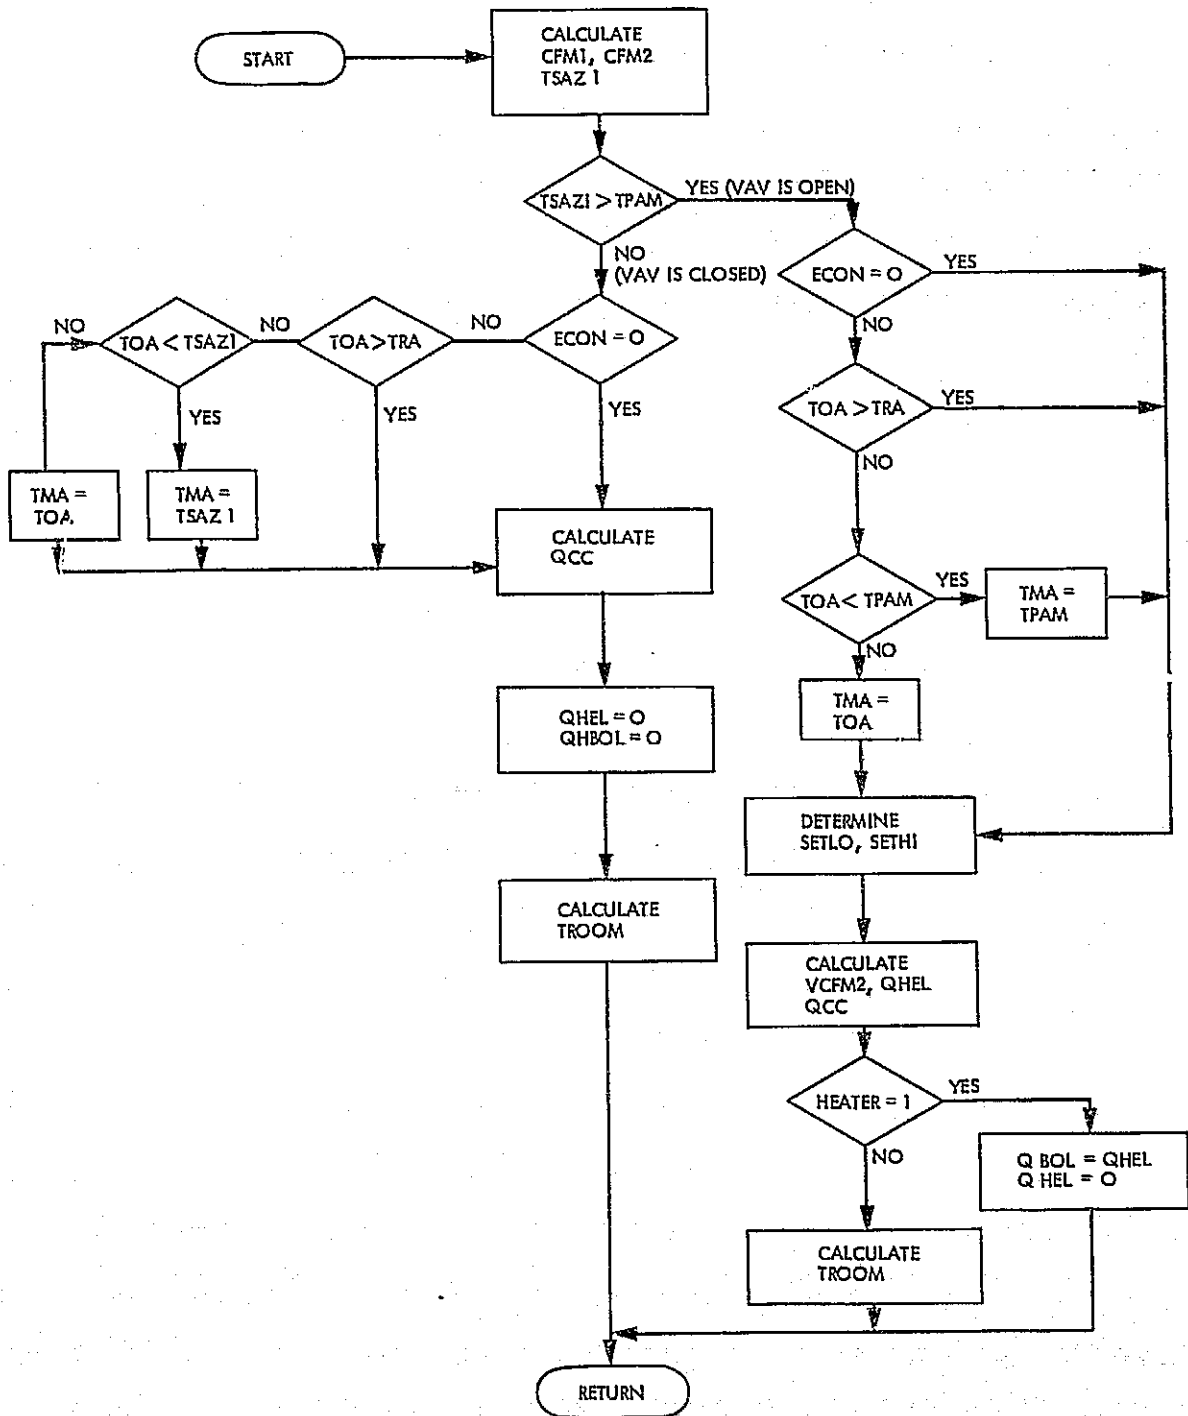 START
CALCULATE
CFM1, CFM2
TSAZ 1
TSAZ1 > TPAM
YES (VAV IS OPEN)
NO
(VAV IS CLOSED)
ECON = O
YES
NO
NO
TOA < TSAZ1
NO
TOA > TRA
NO
ECON = O
YES
YES
YES
TOA > TRA
YES
NO
TMA =
TOA
TMA =
TSAZ 1
CALCULATE
QCC
TOA < TPAM
YES
TMA =
TPAM
NO
TMA =
TOA
QHEL = O
QHBOL = O
DETERMINE
SETLO, SETHI
CALCULATE
TROOM
CALCULATE
VCFM2, QHEL
QCC
HEATER = 1
YES
NO
Q BOL = QHEL
Q HEL = O
CALCULATE
TROOM
RETURN